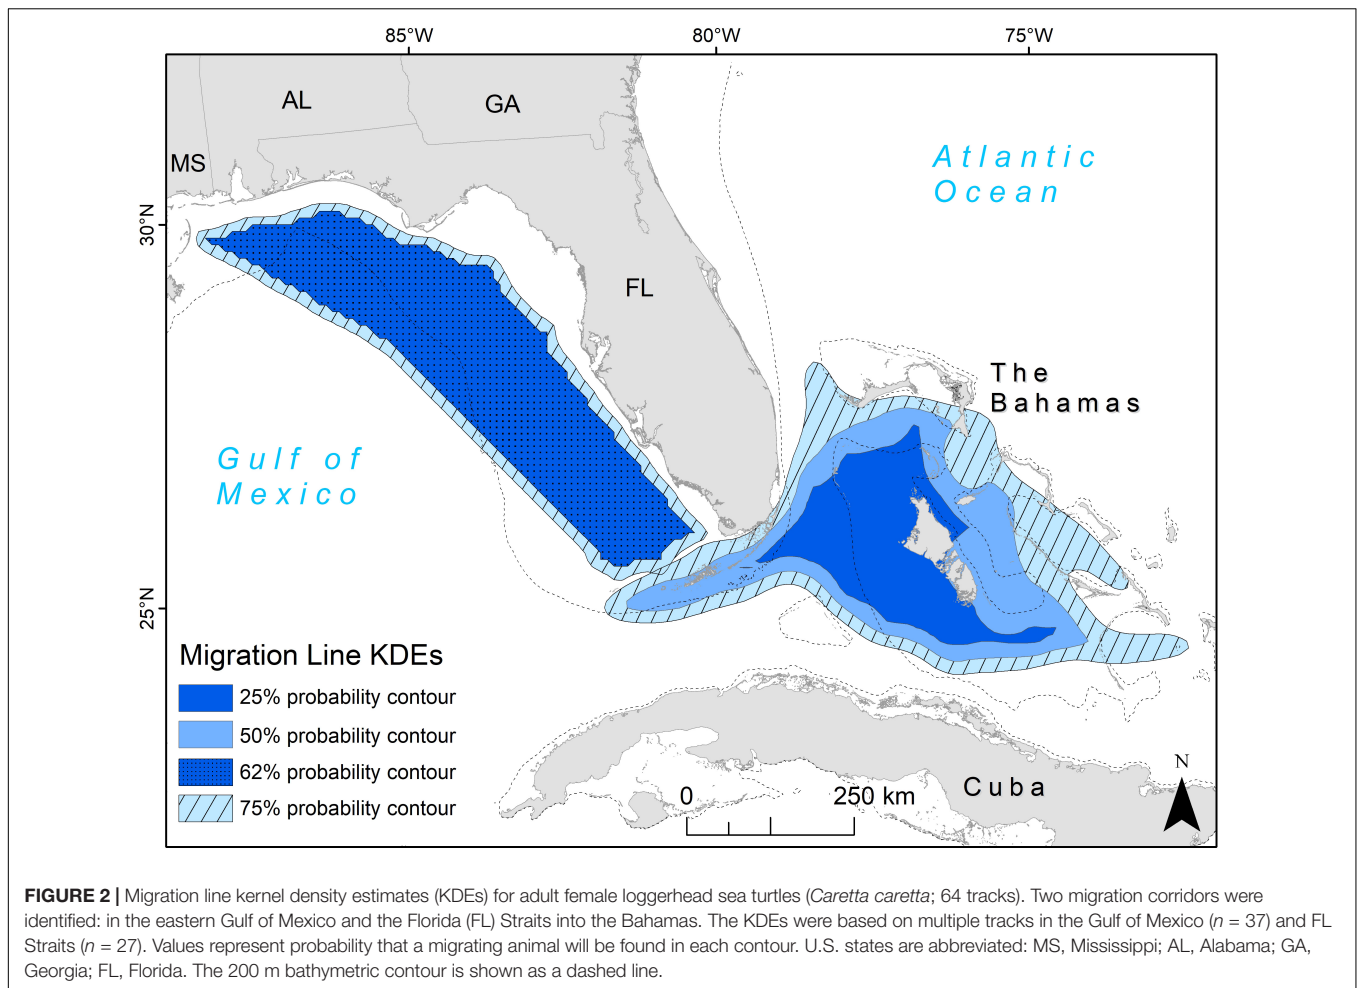 85°W 80°W 75°W
AL GA
MS
Atlantic
Ocean
30°N
FL
The
Bahamas
Gulf of
Mexico
25°N
Migration Line KDEs
25% probability contour
50% probability contour
62% probability contour
75% probability contour
0 250 km
Cuba
N
FIGURE 2 | Migration line kernel density estimates (KDEs) for adult female loggerhead sea turtles (Caretta caretta; 64 tracks). Two migration corridors were
identified: in the eastern Gulf of Mexico and the Florida (FL) Straits into the Bahamas. The KDEs were based on multiple tracks in the Gulf of Mexico (n = 37) and FL
Straits (n = 27). Values represent probability that a migrating animal will be found in each contour. U.S. states are abbreviated: MS, Mississippi; AL, Alabama; GA,
Georgia; FL, Florida. The 200 m bathymetric contour is shown as a dashed line.